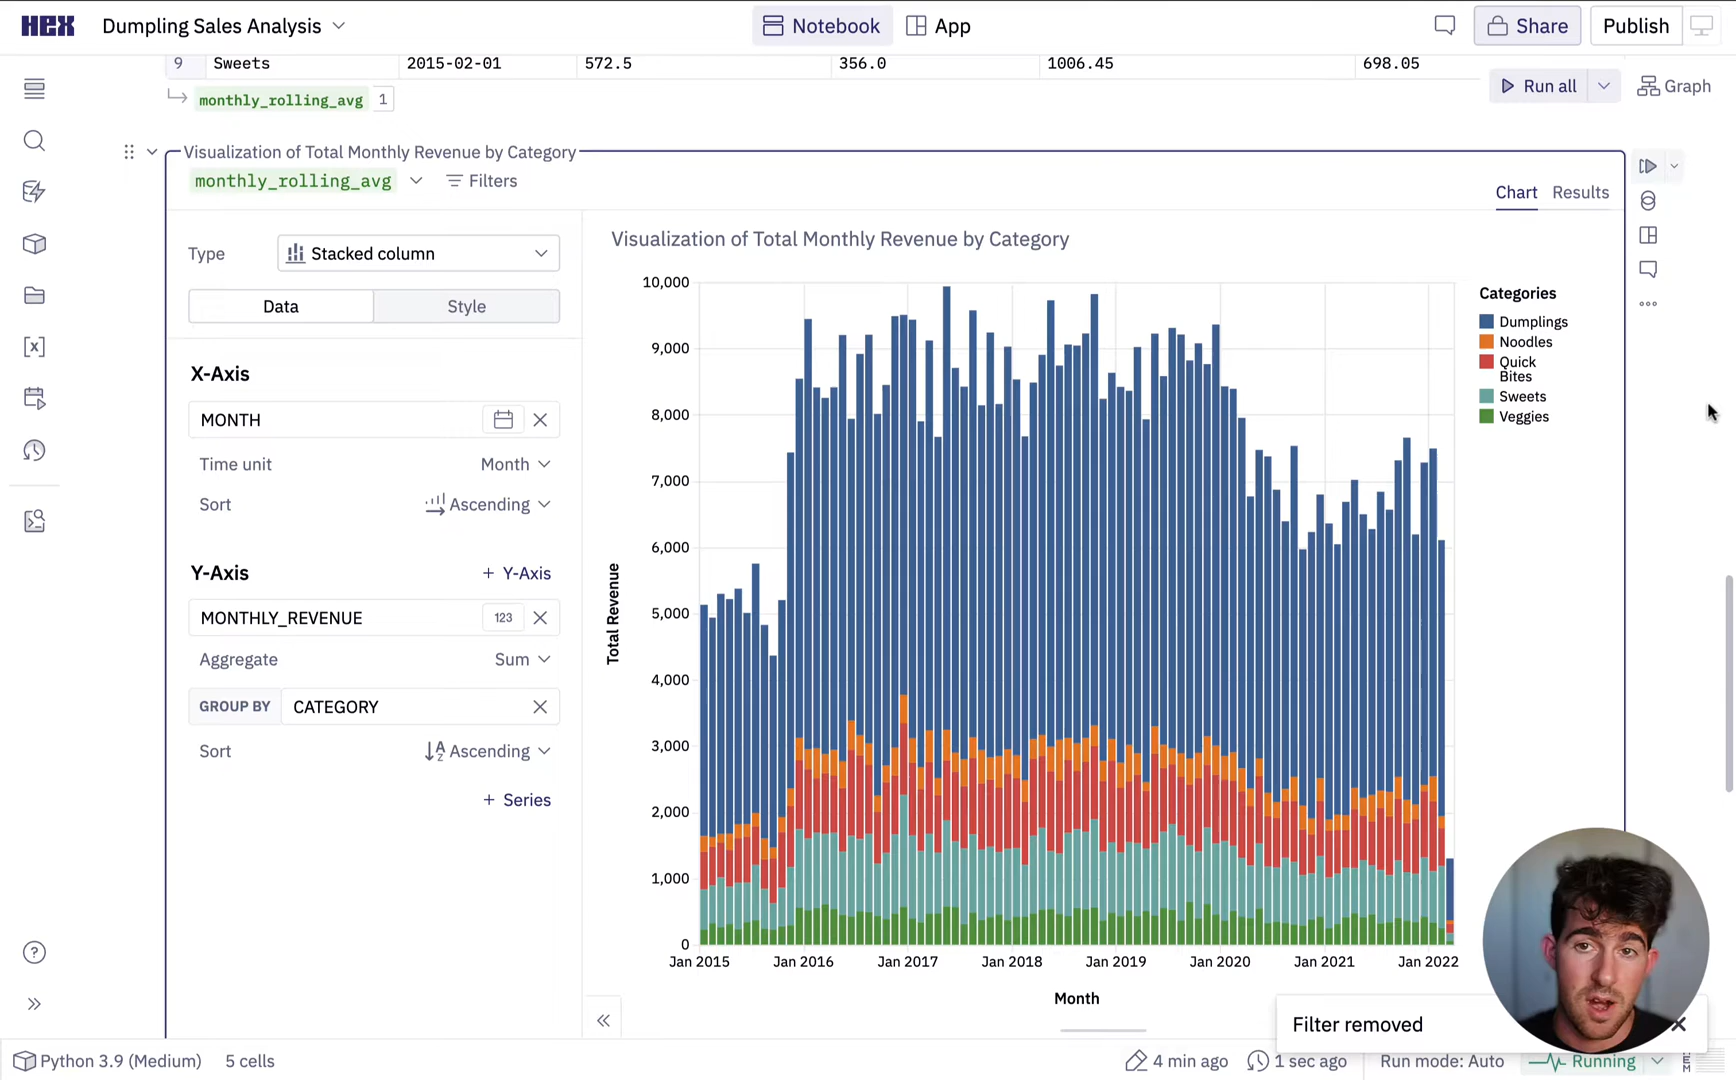 HEX
Dumpling Sales Analysis
Notebook
App
Share
Publish
9 Sweets 2015-02-01 572.5 356.0 1006.45 698.05
monthly_rolling_avg 1
Run all
Graph
Visualization of Total Monthly Revenue by Category
monthly_rolling_avg
Filters
Chart
Results
Type
Stacked column
Data
Style
X-Axis
MONTH
Time unit
Month
Sort
Ascending
Y-Axis
+ Y-Axis
MONTHLY_REVENUE
123
Aggregate
Sum
GROUP BY
CATEGORY
Sort
Ascending
+ Series
Visualization of Total Monthly Revenue by Category
10,000
9,000
8,000
7,000
6,000
5,000
4,000
3,000
2,000
1,000
0
Total Revenue
Jan 2015
Jan 2016
Jan 2017
Jan 2018
Jan 2019
Jan 2020
Jan 2021
Jan 2022
Month
Categories
Dumplings
Noodles
Quick
Bites
Sweets
Veggies
Filter removed
Python 3.9 (Medium)
5 cells
4 min ago
1 sec ago
Run mode: Auto
Running